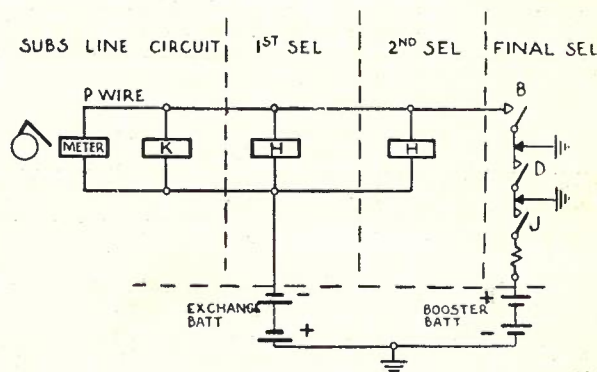 SUBS LINE CIRCUIT
1ST SEL
2ND SEL
FINAL SEL
P WIRE
B
METER
K
H
H
D
J
EXCHANGE
BATT
-
+
BOOSTER
BATT
+
-